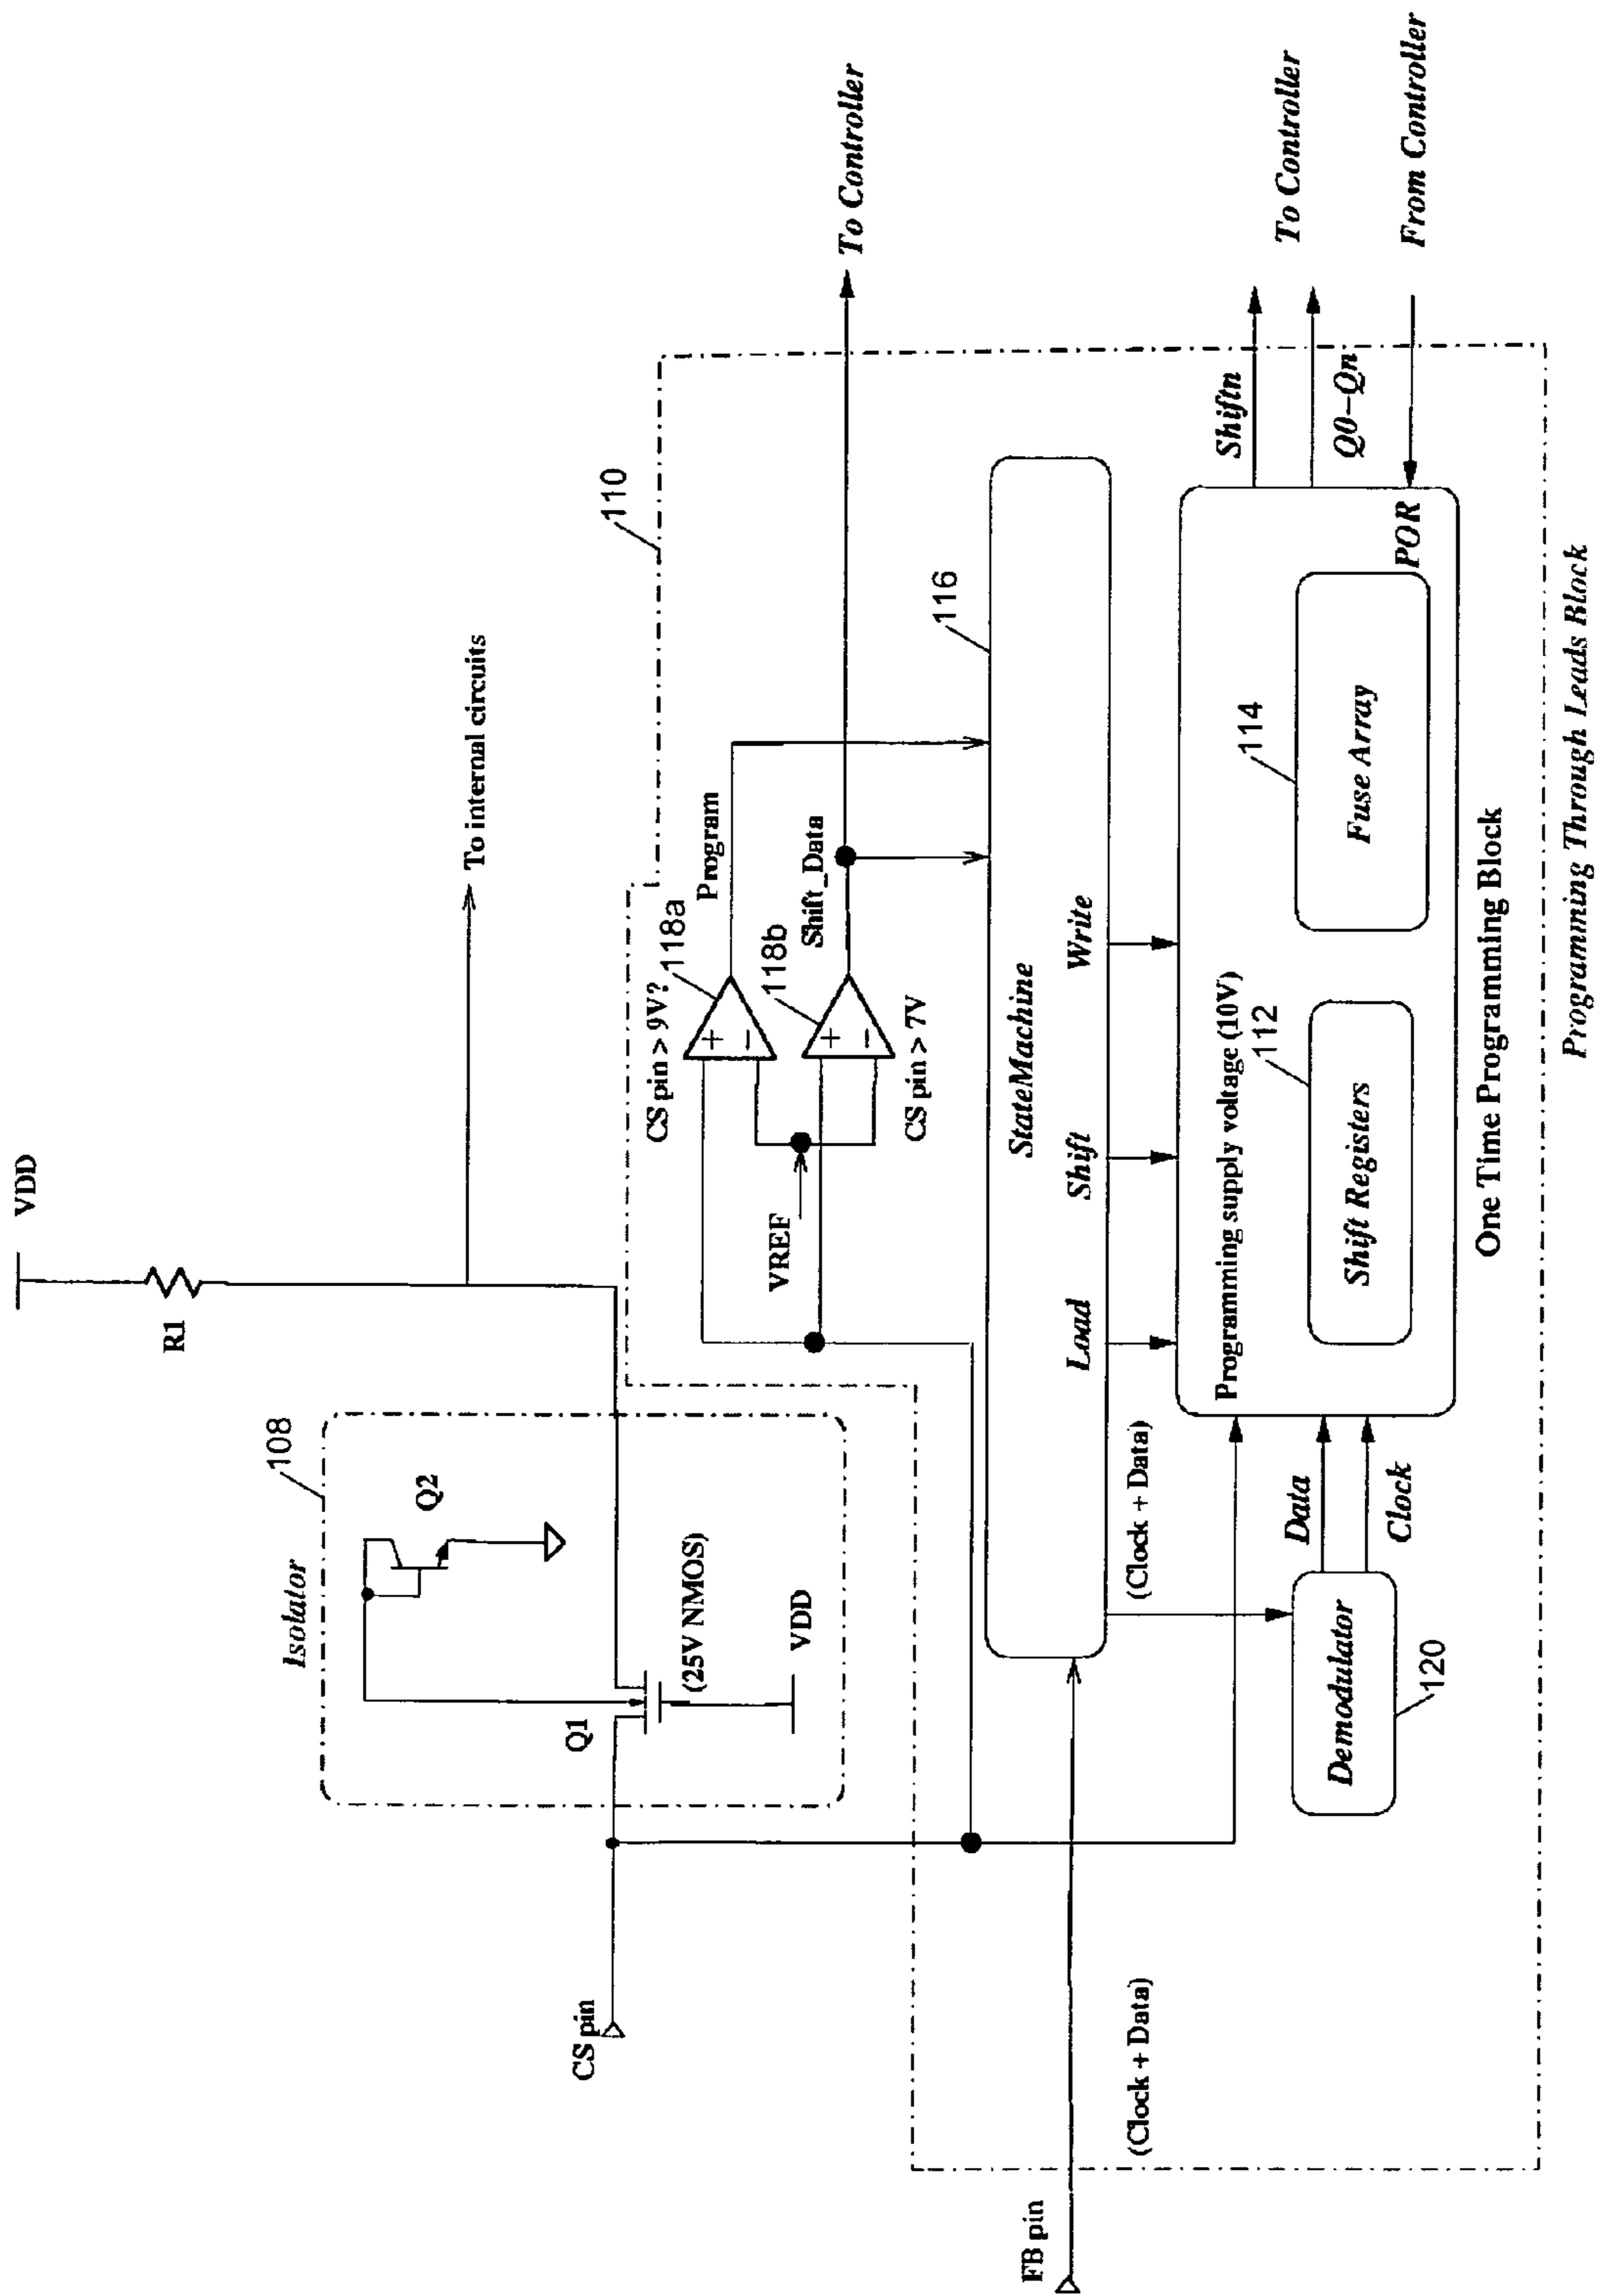 VDD
R1
To internal circuits
108
Isolator
Q2
Q1
(25V NMOS)
VDD
CS pin
110
CS pin > 9V?
118a
Program
118b
Shift_Data
VREF
CS pin > 7V
To Controller
116
StateMachine
Load
Shift
Write
FB pin
(Clock + Data)
(Clock + Data)
Demodulator
120
Data
Clock
Programming supply voltage (10V)
112
Shift Registers
114
Fuse Array
POR
One Time Programming Block
Shiftn
Q0-Qn
To Controller
From Controller
Programming Through Leads Block